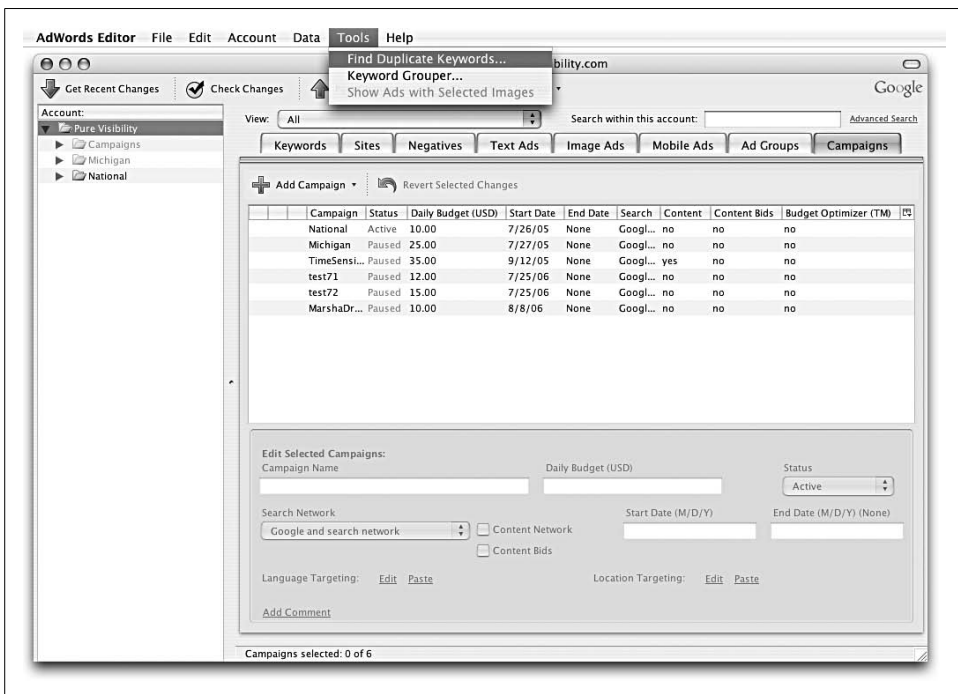 AdWords Editor File Edit Account Data Tools Help
Find Duplicate Keywords...
Keyword Grouper...
Show Ads with Selected Images
bility.com
Get Recent Changes Check Changes Google
Account:
Pure Visibility
Campaigns
Michigan
National
View: All Search within this account: Advanced Search
Keywords Sites Negatives Text Ads Image Ads Mobile Ads Ad Groups Campaigns
Add Campaign Revert Selected Changes
Campaign Status Daily Budget (USD) Start Date End Date Search Content Content Bids Budget Optimizer (TM)
National Active 10.00 7/26/05 None Googl... no no no
Michigan Paused 25.00 7/27/05 None Googl... no no no
TimeSensi... Paused 35.00 9/12/05 None Googl... yes no no
test71 Paused 12.00 7/25/06 None Googl... no no no
test72 Paused 15.00 7/25/06 None Googl... no no no
MarshaDr... Paused 10.00 8/8/06 None Googl... no no no
Edit Selected Campaigns:
Campaign Name Daily Budget (USD) Status
Active
Search Network Start Date (M/D/Y) End Date (M/D/Y) (None)
Google and search network Content Network
Content Bids
Language Targeting: Edit Paste Location Targeting: Edit Paste
Add Comment
Campaigns selected: 0 of 6